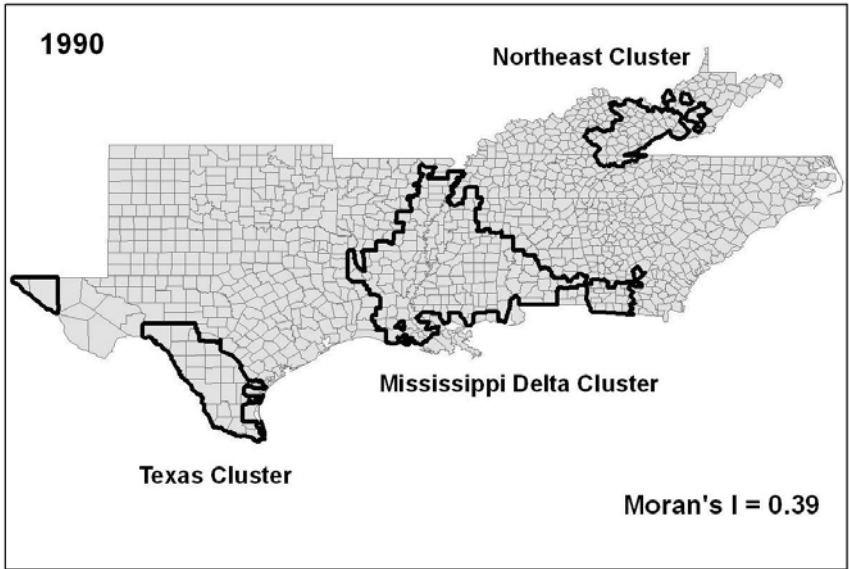 1990
Northeast Cluster
Mississippi Delta Cluster
Texas Cluster
Moran's I = 0.39